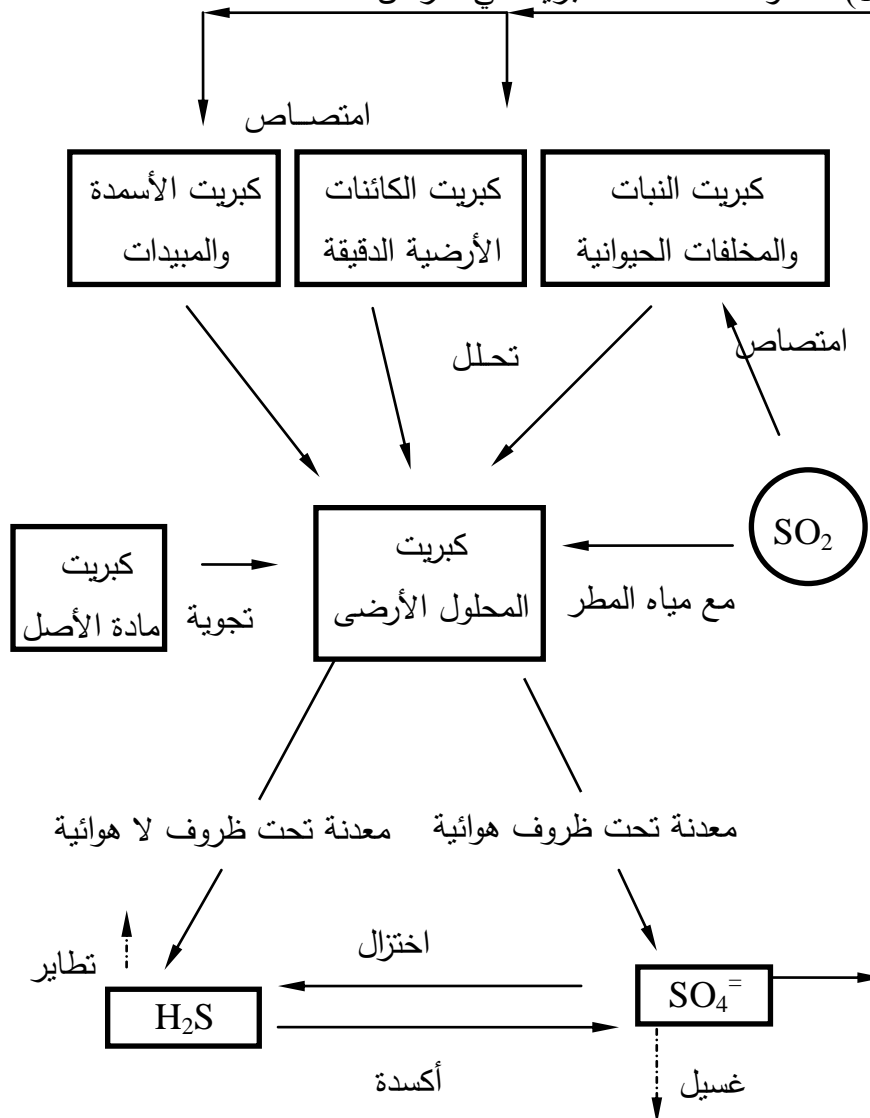 امتصاص
كبريت النبات
والمخلفات الحيوانية
كبريت الكائنات
الأرضية الدقيقة
كبريت الأسمدة
والمبيدات
امتصاص
تحلل
SO₂
مع مياه المطر
كبريت
المحلول الأرضى
تجوية
كبريت
مادة الأصل
معدنة تحت ظروف هوائية
معدنة تحت ظروف لا هوائية
تطاير
اختزال
SO₄⁼
H₂S
أكسدة
غسيل